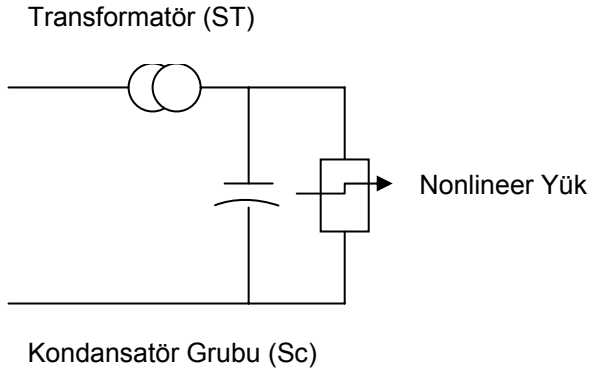 Transformatör (ST)
Nonlineer Yük
Kondansatör Grubu (Sc)